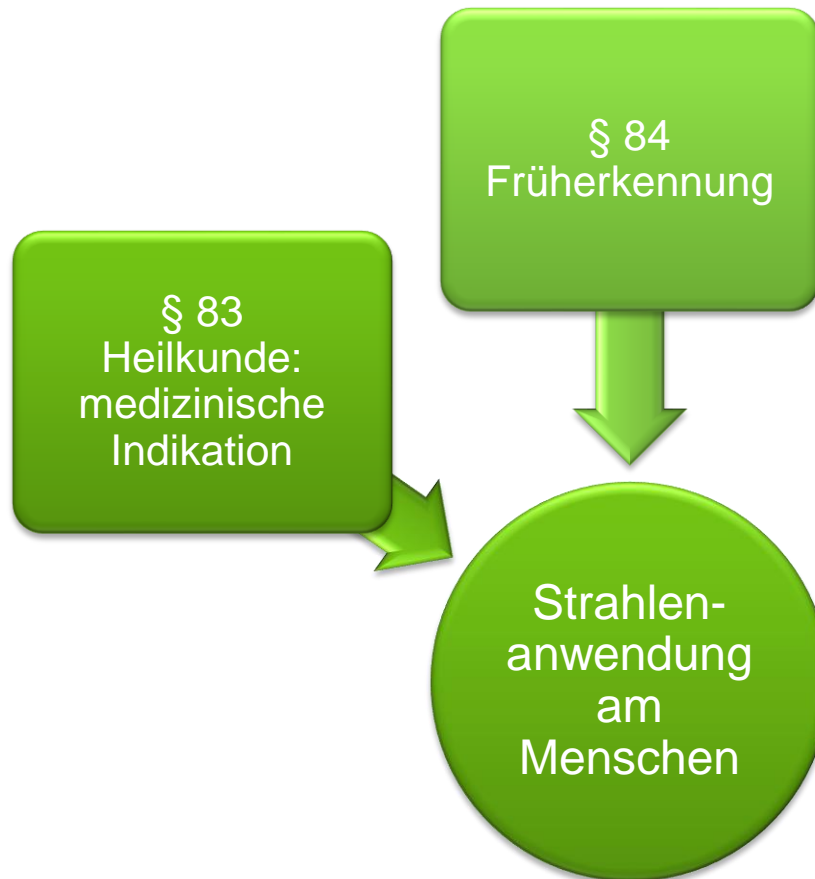 § 84
Früherkennung
§ 83
Heilkunde:
medizinische
Indikation
Strahlen-
anwendung
am
Menschen